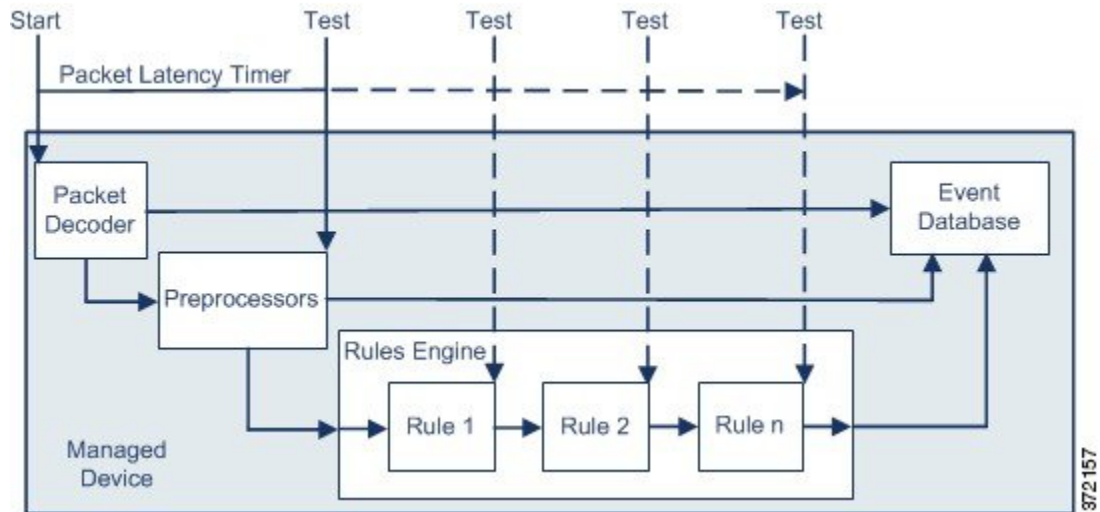 Start
Test
Test
Test
Test
Packet Latency Timer
Packet
Decoder
Event
Database
Preprocessors
Rules Engine
Rule 1
Rule 2
Rule n
Managed
Device
372157